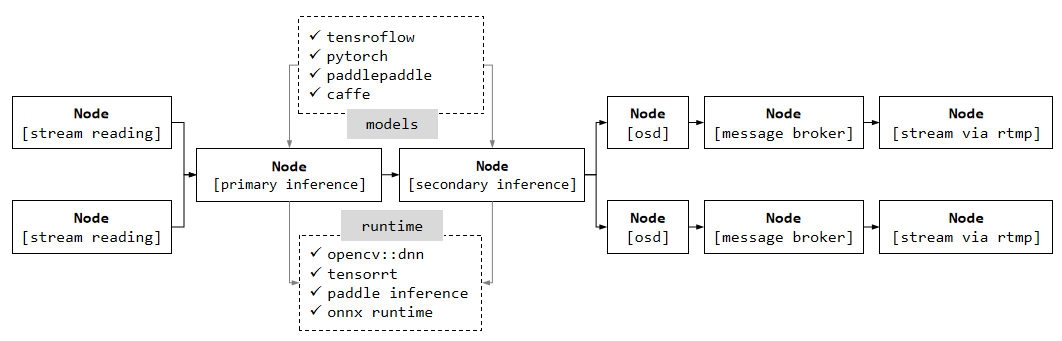 ✓ tensroflow
✓ pytorch
✓ paddlepaddle
✓ caffe
models
Node
[stream reading]
Node
[stream reading]
Node
[primary inference]
Node
[secondary inference]
Node
[osd]
Node
[message broker]
Node
[stream via rtmp]
Node
[osd]
Node
[message broker]
Node
[stream via rtmp]
runtime
✓ opencv::dnn
✓ tensorrt
✓ paddle inference
✓ onnx runtime